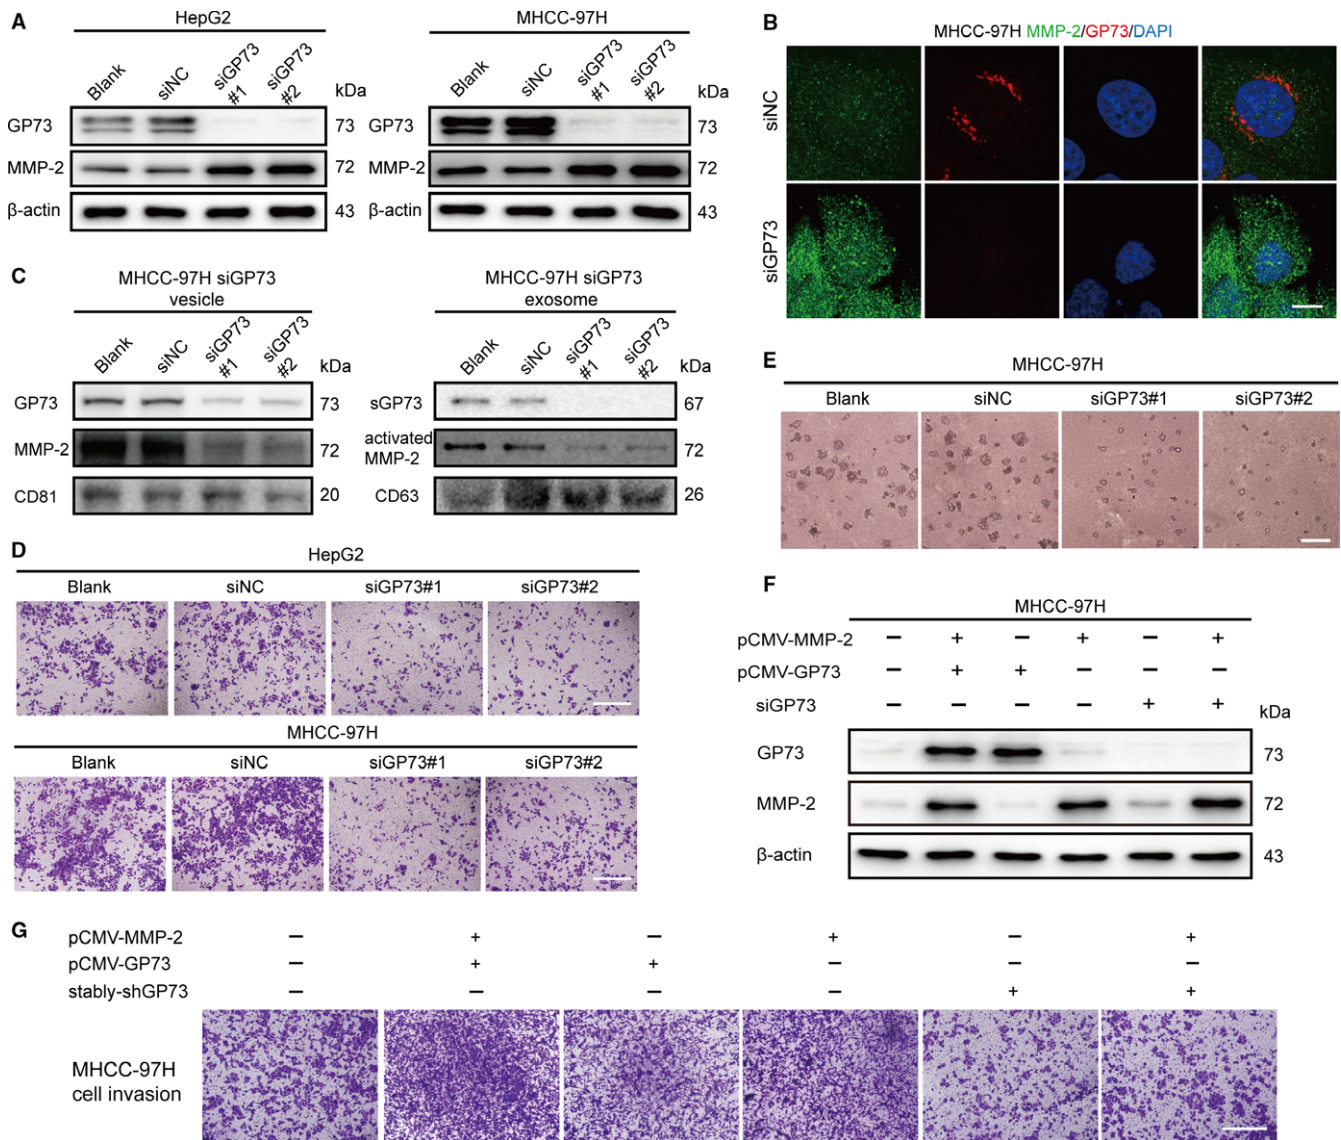 A
HepG2
MHCC-97H
Blank siNC siGP73 #1 siGP73 #2 kDa
Blank siNC siGP73 #1 siGP73 #2 kDa
GP73 73
GP73 73
MMP-2 72
MMP-2 72
β-actin 43
β-actin 43
B
MHCC-97H MMP-2/GP73/DAPI
siNC
siGP73
C
MHCC-97H siGP73
vesicle
MHCC-97H siGP73
exosome
Blank siNC siGP73 #1 siGP73 #2 kDa
Blank siNC siGP73 #1 siGP73 #2 kDa
GP73 73
sGP73 67
MMP-2 72
activated
MMP-2 72
CD81 20
CD63 26
D
HepG2
Blank siNC siGP73#1 siGP73#2
MHCC-97H
Blank siNC siGP73#1 siGP73#2
E
MHCC-97H
Blank siNC siGP73#1 siGP73#2
F
MHCC-97H
pCMV-MMP-2 − + − + − +
pCMV-GP73 − + + − − −
siGP73 − − − − + +
kDa
GP73 73
MMP-2 72
β-actin 43
G
pCMV-MMP-2 − + − + − +
pCMV-GP73 − + + − − −
stably-shGP73 − − − − + +
MHCC-97H
cell invasion